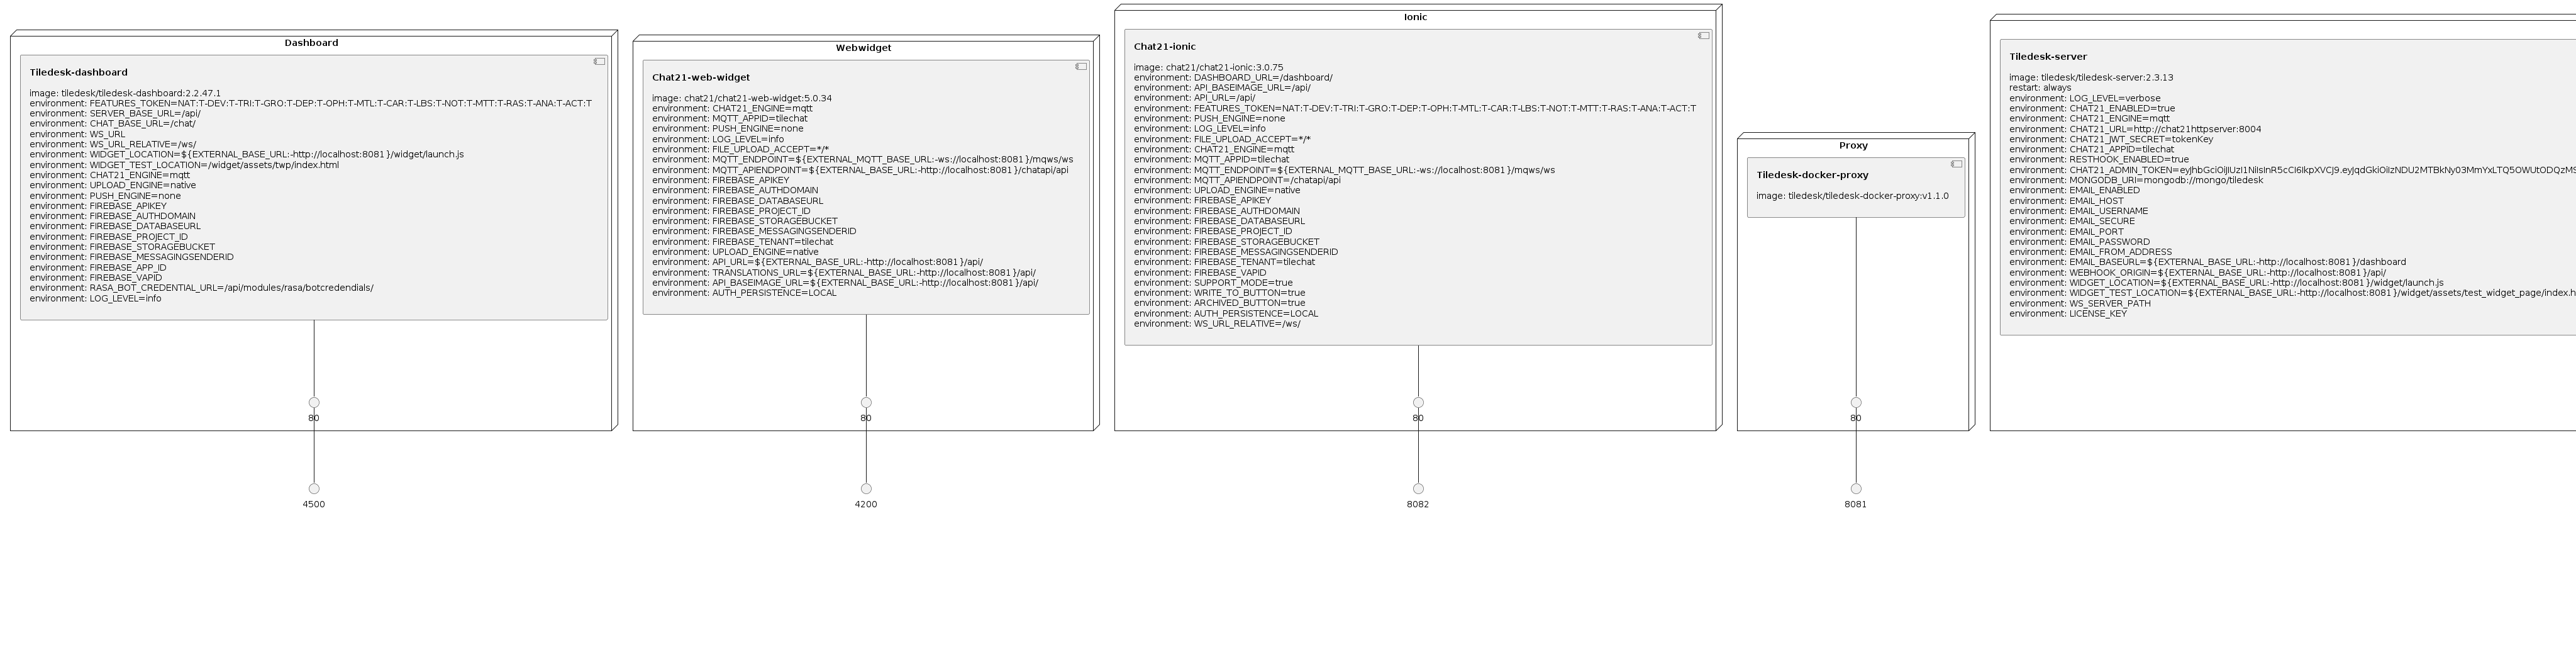 Dashboard
Tiledesk-dashboard
image: tiledesk/tiledesk-dashboard:2.2.47.1
environment: FEATURES_TOKEN=NAT:T-DEV:T-TRI:T-GRO:T-DEP:T-OPH:T-MTL:T-CAR:T-LBS:T-NOT:T-MTT:T-RAS:T-ANA:T-ACT:T
environment: SERVER_BASE_URL=/api/
environment: CHAT_BASE_URL=/chat/
environment: WS_URL
environment: WS_URL_RELATIVE=/ws/
environment: WIDGET_LOCATION=${EXTERNAL_BASE_URL:-http://localhost:8081}/widget/launch.js
environment: WIDGET_TEST_LOCATION=/widget/assets/twp/index.html
environment: CHAT21_ENGINE=mqtt
environment: UPLOAD_ENGINE=native
environment: PUSH_ENGINE=none
environment: FIREBASE_APIKEY
environment: FIREBASE_AUTHDOMAIN
environment: FIREBASE_DATABASEURL
environment: FIREBASE_PROJECT_ID
environment: FIREBASE_STORAGEBUCKET
environment: FIREBASE_MESSAGINGSENDERID
environment: FIREBASE_APP_ID
environment: FIREBASE_VAPID
environment: RASA_BOT_CREDENTIAL_URL=/api/modules/rasa/botcredendials/
environment: LOG_LEVEL=info
80
4500
Webwidget
Chat21-web-widget
image: chat21/chat21-web-widget:5.0.34
environment: CHAT21_ENGINE=mqtt
environment: MQTT_APPID=tilechat
environment: PUSH_ENGINE=none
environment: LOG_LEVEL=info
environment: FILE_UPLOAD_ACCEPT=*/*
environment: MQTT_ENDPOINT=${EXTERNAL_MQTT_BASE_URL:-ws://localhost:8081}/mqws/ws
environment: MQTT_APIENDPOINT=${EXTERNAL_BASE_URL:-http://localhost:8081}/chatapi/api
environment: FIREBASE_APIKEY
environment: FIREBASE_AUTHDOMAIN
environment: FIREBASE_DATABASEURL
environment: FIREBASE_PROJECT_ID
environment: FIREBASE_STORAGEBUCKET
environment: FIREBASE_MESSAGINGSENDERID
environment: FIREBASE_TENANT=tilechat
environment: UPLOAD_ENGINE=native
environment: API_URL=${EXTERNAL_BASE_URL:-http://localhost:8081}/api/
environment: TRANSLATIONS_URL=${EXTERNAL_BASE_URL:-http://localhost:8081}/api/
environment: API_BASEIMAGE_URL=${EXTERNAL_BASE_URL:-http://localhost:8081}/api/
environment: AUTH_PERSISTENCE=LOCAL
80
4200
Ionic
Chat21-ionic
image: chat21/chat21-ionic:3.0.75
environment: DASHBOARD_URL=/dashboard/
environment: API_BASEIMAGE_URL=/api/
environment: API_URL=/api/
environment: FEATURES_TOKEN=NAT:T-DEV:T-TRI:T-GRO:T-DEP:T-OPH:T-MTL:T-CAR:T-LBS:T-NOT:T-MTT:T-RAS:T-ANA:T-ACT:T
environment: PUSH_ENGINE=none
environment: LOG_LEVEL=info
environment: FILE_UPLOAD_ACCEPT=*/*
environment: CHAT21_ENGINE=mqtt
environment: MQTT_APPID=tilechat
environment: MQTT_ENDPOINT=${EXTERNAL_MQTT_BASE_URL:-ws://localhost:8081}/mqws/ws
environment: MQTT_APIENDPOINT=/chatapi/api
environment: UPLOAD_ENGINE=native
environment: FIREBASE_APIKEY
environment: FIREBASE_AUTHDOMAIN
environment: FIREBASE_DATABASEURL
environment: FIREBASE_PROJECT_ID
environment: FIREBASE_STORAGEBUCKET
environment: FIREBASE_MESSAGINGSENDERID
environment: FIREBASE_TENANT=tilechat
environment: FIREBASE_VAPID
environment: SUPPORT_MODE=true
environment: WRITE_TO_BUTTON=true
environment: ARCHIVED_BUTTON=true
environment: AUTH_PERSISTENCE=LOCAL
environment: WS_URL_RELATIVE=/ws/
80
8082
Proxy
Tiledesk-docker-proxy
image: tiledesk/tiledesk-docker-proxy:v1.1.0
80
8081
Tiledesk-server
image: tiledesk/tiledesk-server:2.3.13
restart: always
environment: LOG_LEVEL=verbose
environment: CHAT21_ENABLED=true
environment: CHAT21_ENGINE=mqtt
environment: CHAT21_URL=http://chat21httpserver:8004
environment: CHAT21_JWT_SECRET=tokenKey
environment: CHAT21_APPID=tilechat
environment: RESTHOOK_ENABLED=true
environment:
environment: MONGODB_URI=mongodb://mongo/tiledesk
environment: EMAIL_ENABLED
environment: EMAIL_HOST
environment: EMAIL_USERNAME
environment: EMAIL_SECURE
environment: EMAIL_PORT
environment: EMAIL_PASSWORD
environment: EMAIL_FROM_ADDRESS
environment: EMAIL_BASEURL=${EXTERNAL_BASE_URL:-http://localhost:8081}/dashboard
environment: WEBHOOK_ORIGIN=${EXTERNAL_BASE_URL:-http://localhost:8081}/api/
environment: WIDGET_LOCATION=${EXTERNAL_BASE_URL:-http://localhost:8081}/widget/launch.js
environment: WIDGET_TEST_LOCATION=${EXTERNAL_BASE_URL:-http://localhost:8081}/widget/assets/test_widget_page/index.h
environment: WS_SERVER_PATH
environment: LICENSE_KEY